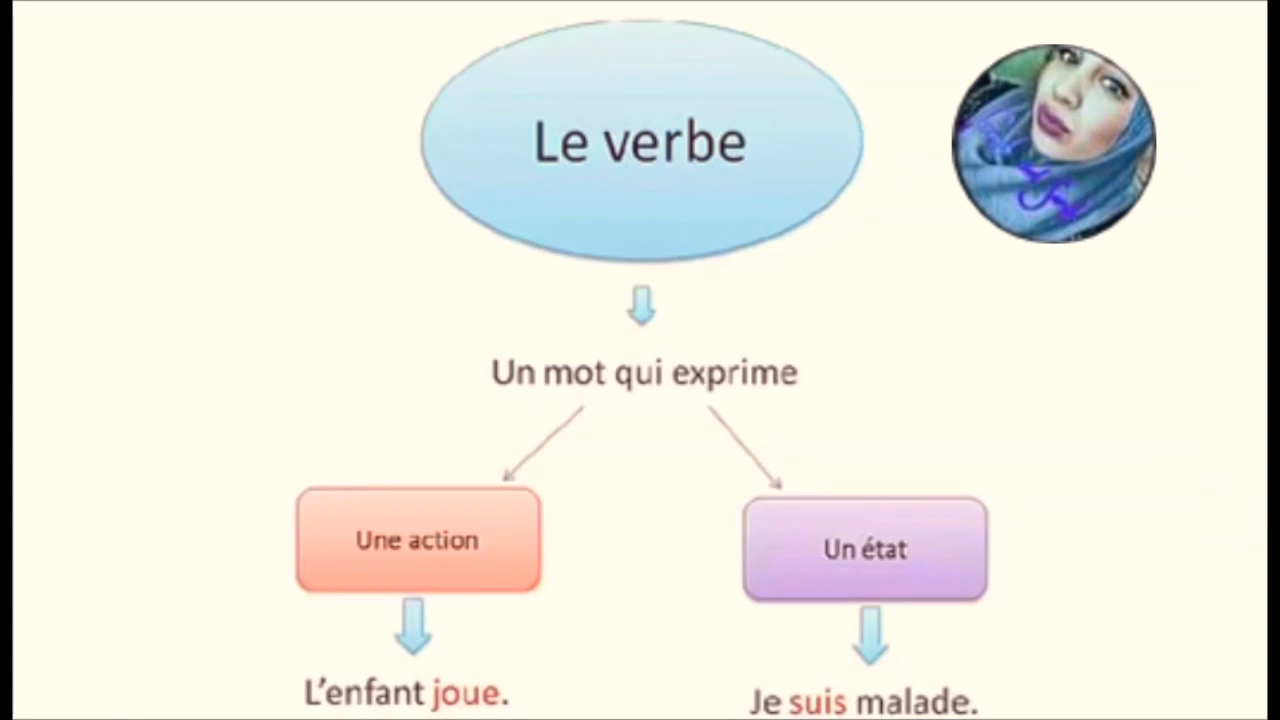 Le verbe
Un mot qui exprime
Une action
Un état
L'enfant joue.
Je suis malade.